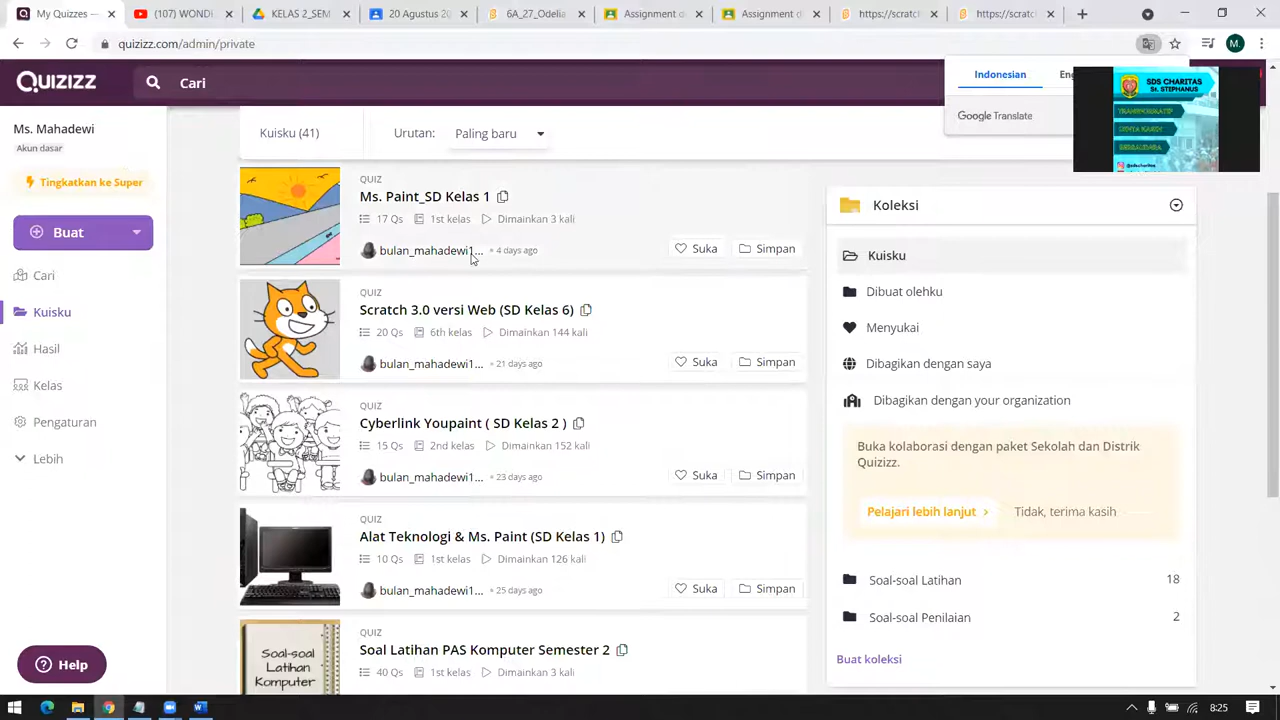 My Quizzes
(107) WONDE
KELAS 2_SEM
20 Agustus 20
6A_27_Odelia
Assignment d
Assignment d
https://scratc
https://scratc
quizizz.com/admin/private
M.
Quizizz
Cari
Indonesian
Google Translate
SDS CHARITAS
St. STEPHANUS
TRANSFORMATIF
CINTA KASIH
BERSAUDARA
@sdscharitas
Ms. Mahadewi
Akun dasar
Tingkatkan ke Super
Buat
Cari
Kuisku
Hasil
Kelas
Pengaturan
Lebih
Help
Kuisku (41)
Urutan:
Paling baru
QUIZ
Ms. Paint_SD Kelas 1
17 Qs
1st kelas
Dimainkan 3 kali
bulan_mahadewi1... • 4 days ago
Suka
Simpan
QUIZ
Scratch 3.0 versi Web (SD Kelas 6)
20 Qs
6th kelas
Dimainkan 144 kali
bulan_mahadewi1... • 21 days ago
Suka
Simpan
QUIZ
Cyberlink Youpaint ( SD Kelas 2 )
15 Qs
2nd kelas
Dimainkan 152 kali
bulan_mahadewi1... • 23 days ago
Suka
Simpan
QUIZ
Alat Teknologi & Ms. Paint (SD Kelas 1)
10 Qs
1st kelas
Dimainkan 126 kali
bulan_mahadewi1... • 25 days ago
Suka
Simpan
Soal-soal
Latihan
Komputer
QUIZ
Soal Latihan PAS Komputer Semester 2
40 Qs
1st kelas
Dimainkan 3 kali
Koleksi
Kuisku
Dibuat olehku
Menyukai
Dibagikan dengan saya
Dibagikan dengan your organization
Buka kolaborasi dengan paket Sekolah dan Distrik
Quizizz.
Pelajari lebih lanjut >
Tidak, terima kasih
Soal-soal Latihan
18
Soal-soal Penilaian
2
Buat koleksi
8:25